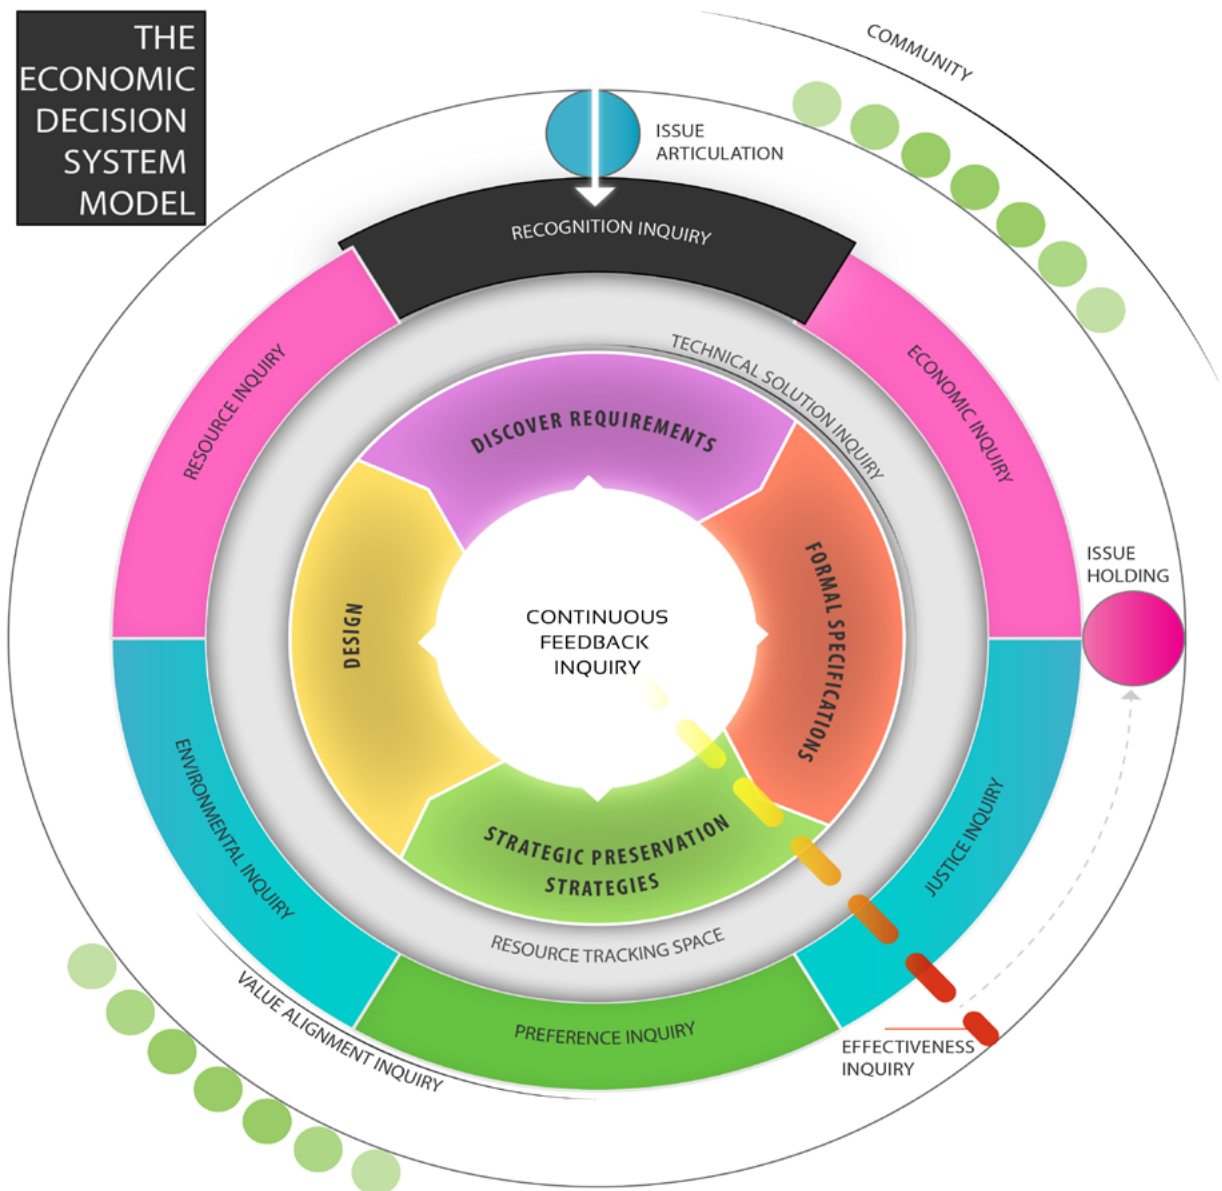 THE
ECONOMIC
DECISION
SYSTEM
MODEL
COMMUNITY
ISSUE
ARTICULATION
RECOGNITION INQUIRY
RESOURCE INQUIRY
ECONOMIC INQUIRY
TECHNICAL SOLUTION INQUIRY
DISCOVER REQUIREMENTS
FORMAL SPECIFICATIONS
DESIGN
CONTINUOUS
FEEDBACK
INQUIRY
ISSUE
HOLDING
STRATEGIC PRESERVATION
STRATEGIES
ENVIRONMENTAL INQUIRY
JUSTICE INQUIRY
RESOURCE TRACKING SPACE
PREFERENCE INQUIRY
VALUE ALIGNMENT INQUIRY
EFFECTIVENESS
INQUIRY